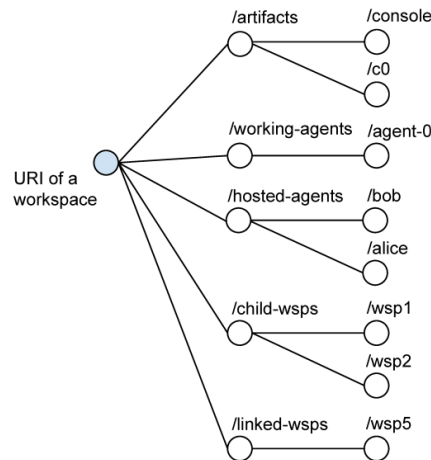 /artifacts
/console
/c0
/working-agents
/agent-0
URI of a
workspace
/hosted-agents
/bob
/alice
/child-wsps
/wsp1
/wsp2
/linked-wsps
/wsp5